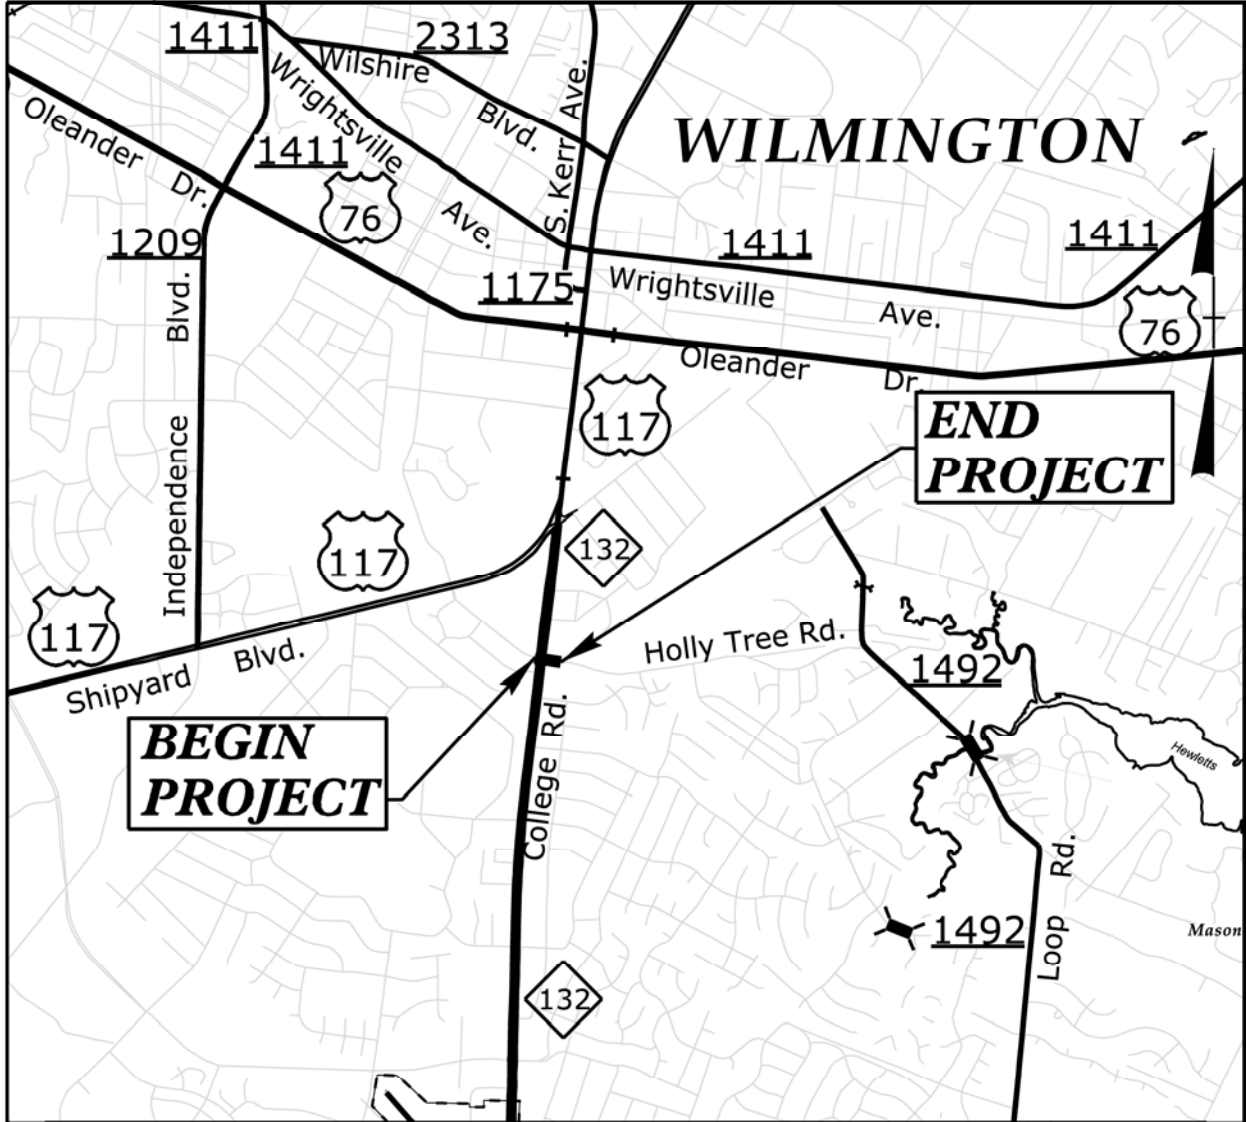 1411
2313
Wilshire
Blvd.
S. Kerr Ave.
Wrightsville
Ave.
Oleander
Dr.
1411
76
WILMINGTON
1209
1175
1411
1411
Wrightsville
Ave.
76
Oleander
Dr.
Independence
Blvd.
117
END
PROJECT
117
132
117
Shipyard
Blvd.
Holly Tree Rd.
1492
BEGIN
PROJECT
College Rd.
Hewletts
Loop
Rd.
1492
Mason
132